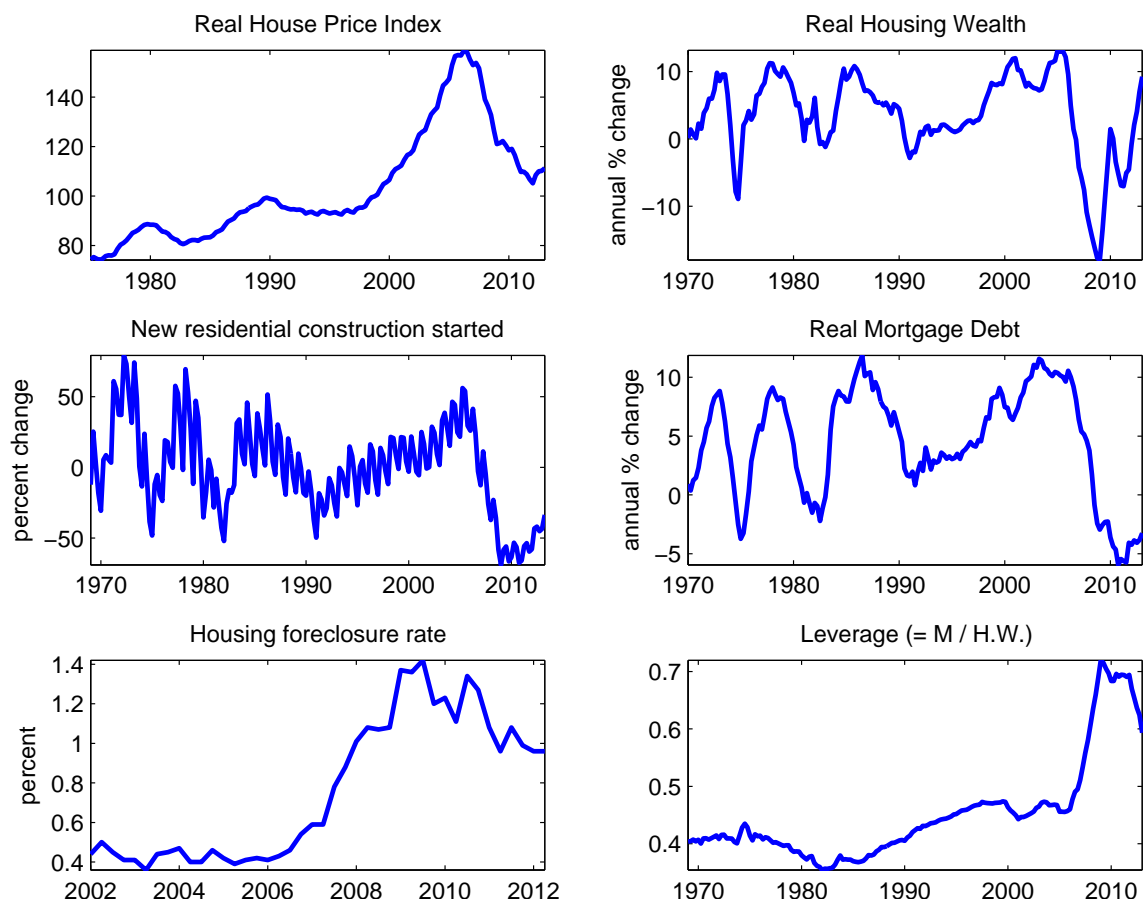 Real House Price Index
140
120
100
80
1980 1990 2000 2010
Real Housing Wealth
annual % change
10
0
−10
1970 1980 1990 2000 2010
New residential construction started
percent change
50
0
−50
1970 1980 1990 2000 2010
Real Mortgage Debt
annual % change
10
5
0
−5
1970 1980 1990 2000 2010
Housing foreclosure rate
percent
1.4
1.2
1
0.8
0.6
0.4
2002 2004 2006 2008 2010 2012
Leverage (= M / H.W.)
0.7
0.6
0.5
0.4
1970 1980 1990 2000 2010